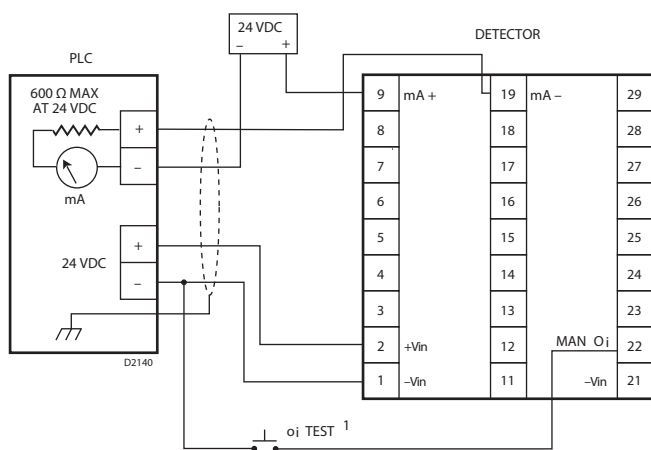 24 VDC
– +
PLC
DETECTOR
600 Ω MAX
AT 24 VDC
+
–
mA
24 VDC
+
–
D2140
9 mA + 19 mA – 29
8 18 28
7 17 27
6 16 26
5 15 25
4 14 24
3 13 23
2 +Vin 12 MAN Oi 22
1 –Vin 11 –Vin 21
oi TEST 1